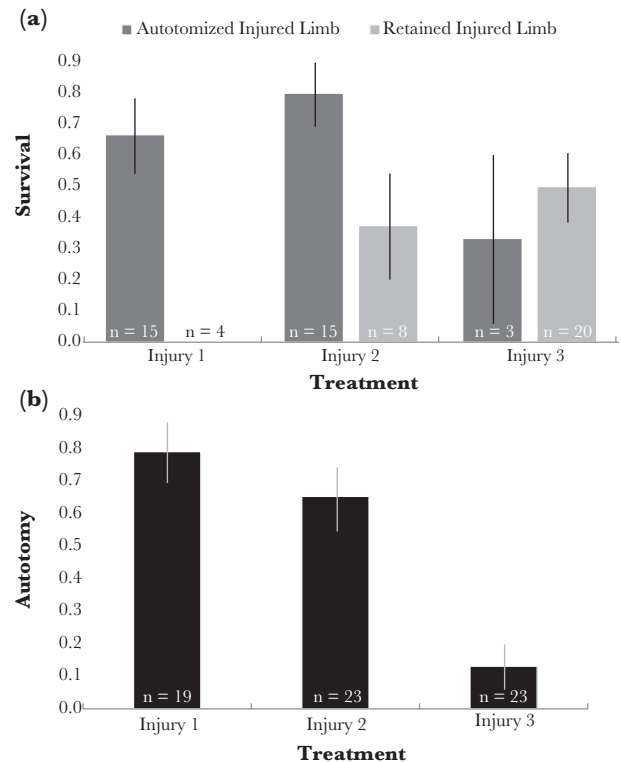 (a)
Autotomized Injured Limb Retained Injured Limb
0.9
0.8
0.7
0.6
0.5
0.4
0.3
0.2
0.1
0.0
Survival
n = 15 n = 4 n = 15 n = 8 n = 3 n = 20
Injury 1 Injury 2 Injury 3
Treatment
(b)
0.9
0.8
0.7
0.6
0.5
0.4
0.3
0.2
0.1
0.0
Autotomy
n = 19 n = 23 n = 23
Injury 1 Injury 2 Injury 3
Treatment